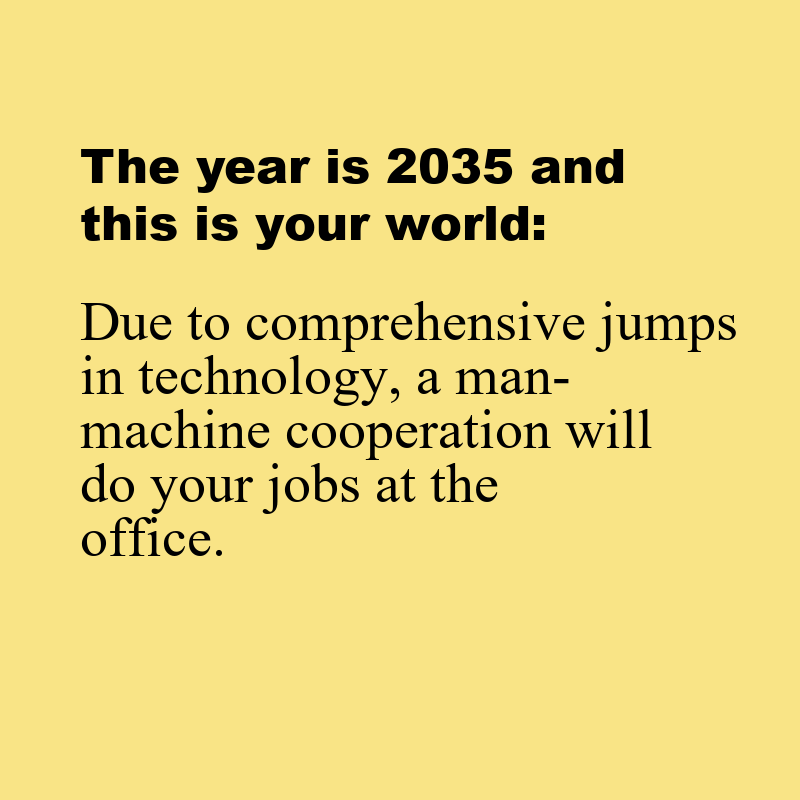 The year is 2035 and
this is your world:
Due to comprehensive jumps
in technology, a man-
machine cooperation will
do your jobs at the
office.